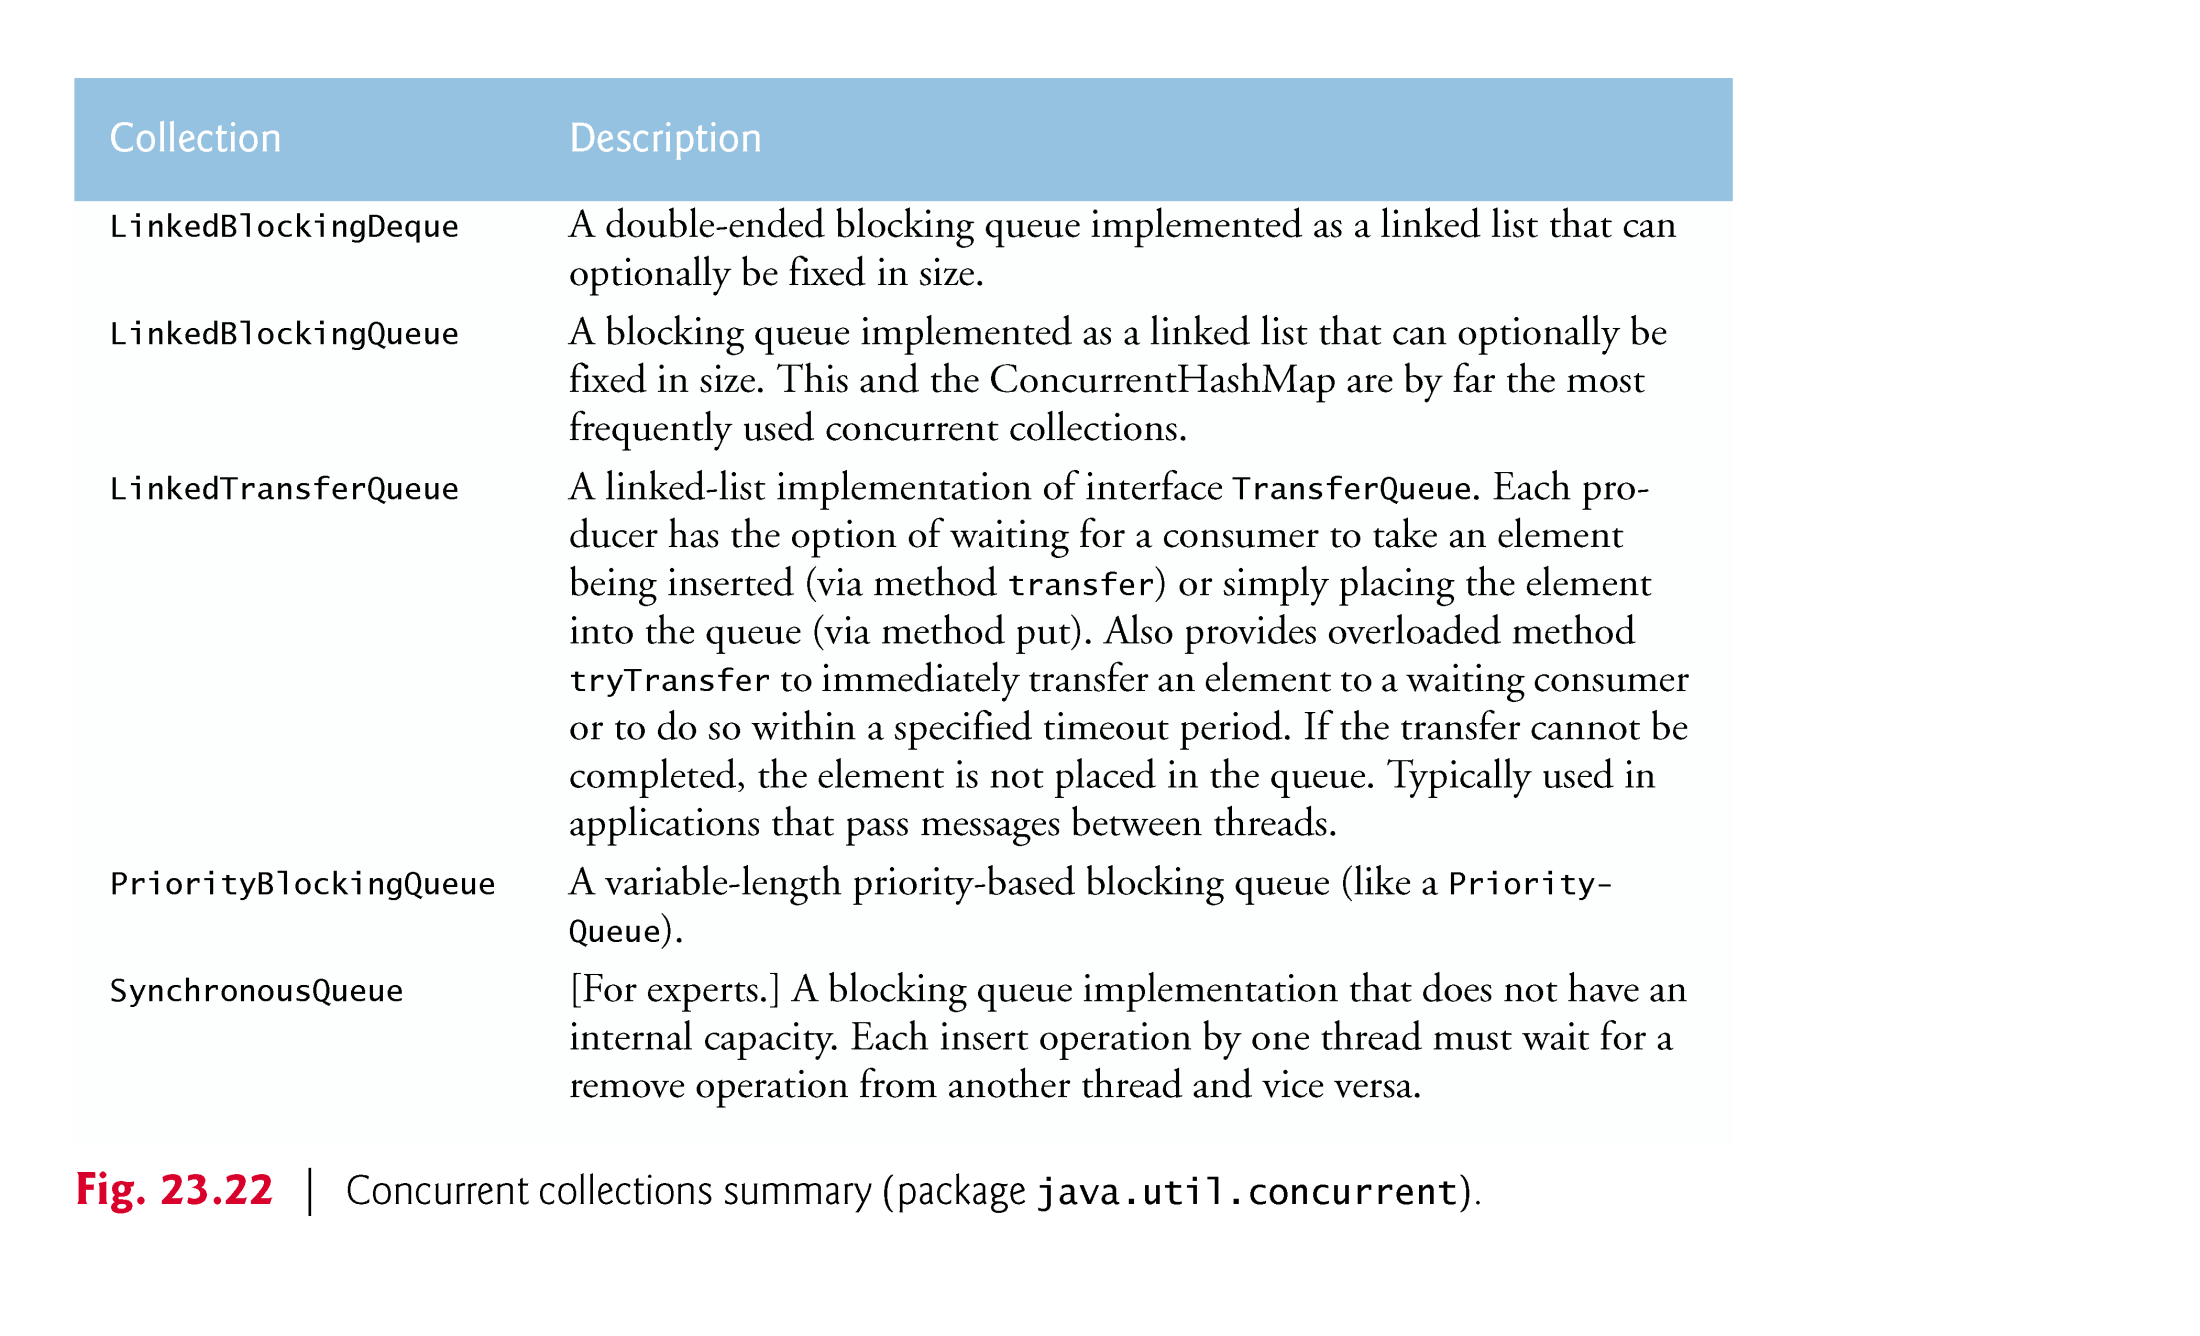 Collection Description
LinkedBlockingDeque A double-ended blocking queue implemented as a linked list that can
optionally be fixed in size.
LinkedBlockingQueue A blocking queue implemented as a linked list that can optionally be
fixed in size. This and the ConcurrentHashMap are by far the most
frequently used concurrent collections.
LinkedTransferQueue A linked-list implementation of interface TransferQueue. Each pro-
ducer has the option of waiting for a consumer to take an element
being inserted (via method transfer) or simply placing the element
into the queue (via method put). Also provides overloaded method
tryTransfer to immediately transfer an element to a waiting consumer
or to do so within a specified timeout period. If the transfer cannot be
completed, the element is not placed in the queue. Typically used in
applications that pass messages between threads.
PriorityBlockingQueue A variable-length priority-based blocking queue (like a Priority-
Queue).
SynchronousQueue [For experts.] A blocking queue implementation that does not have an
internal capacity. Each insert operation by one thread must wait for a
remove operation from another thread and vice versa.
Fig. 23.22 | Concurrent collections summary (package java.util.concurrent).